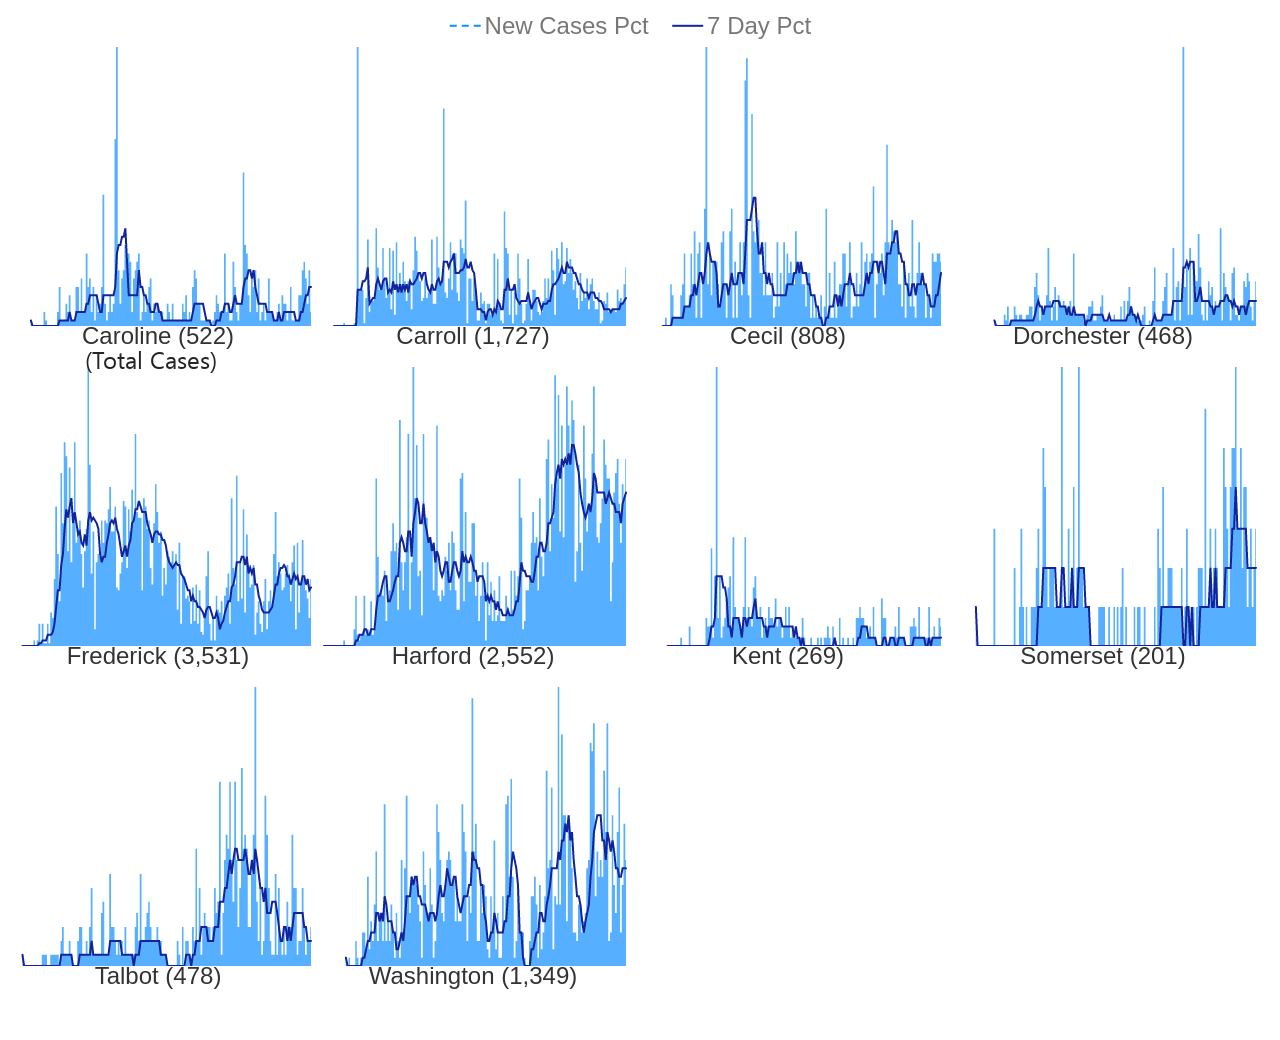 New Cases Pct 7 Day Pct
Caroline (522) Carroll (1,727) Cecil (808) Dorchester (468)
(Total Cases)
Frederick (3,531) Harford (2,552) Kent (269) Somerset (201)
Talbot (478) Washington (1,349)